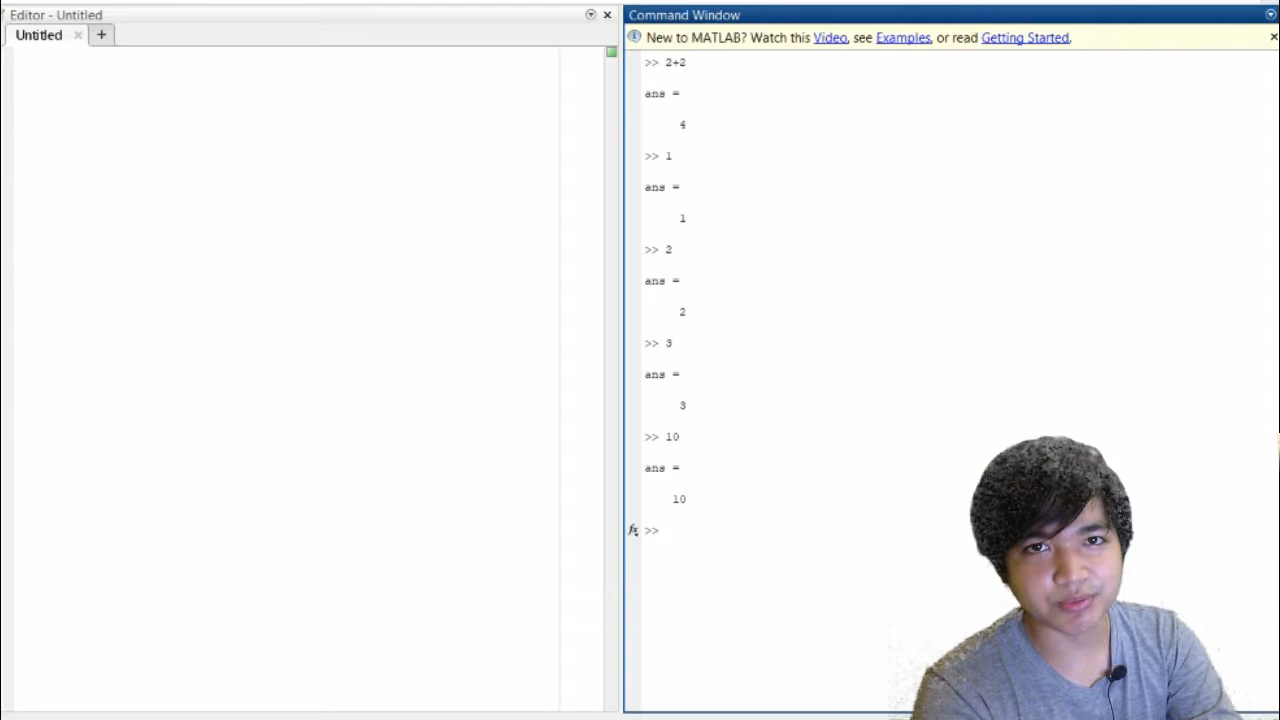 Editor - Untitled
Untitled
+
Command Window
New to MATLAB? Watch this Video, see Examples, or read Getting Started.
>> 2+2
ans =
4
>> 1
ans =
1
>> 2
ans =
2
>> 3
ans =
3
>> 10
ans =
10
fx >>